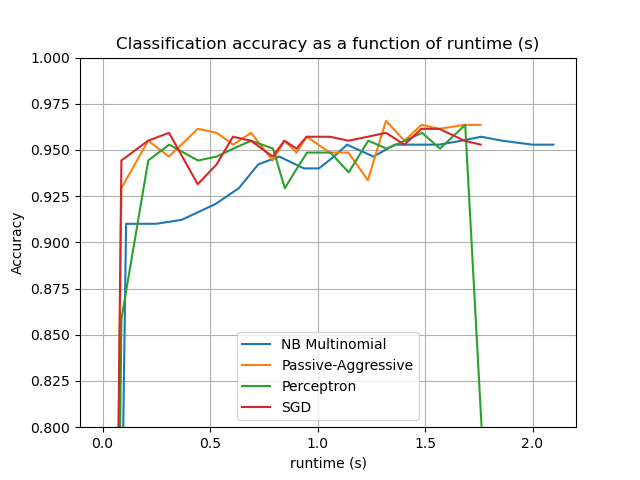 Classification accuracy as a function of runtime (s)
1.000
0.975
0.950
0.925
0.900
0.875
0.850
0.825
0.800
Accuracy
NB Multinomial
Passive-Aggressive
Perceptron
SGD
0.0 0.5 1.0 1.5 2.0
runtime (s)